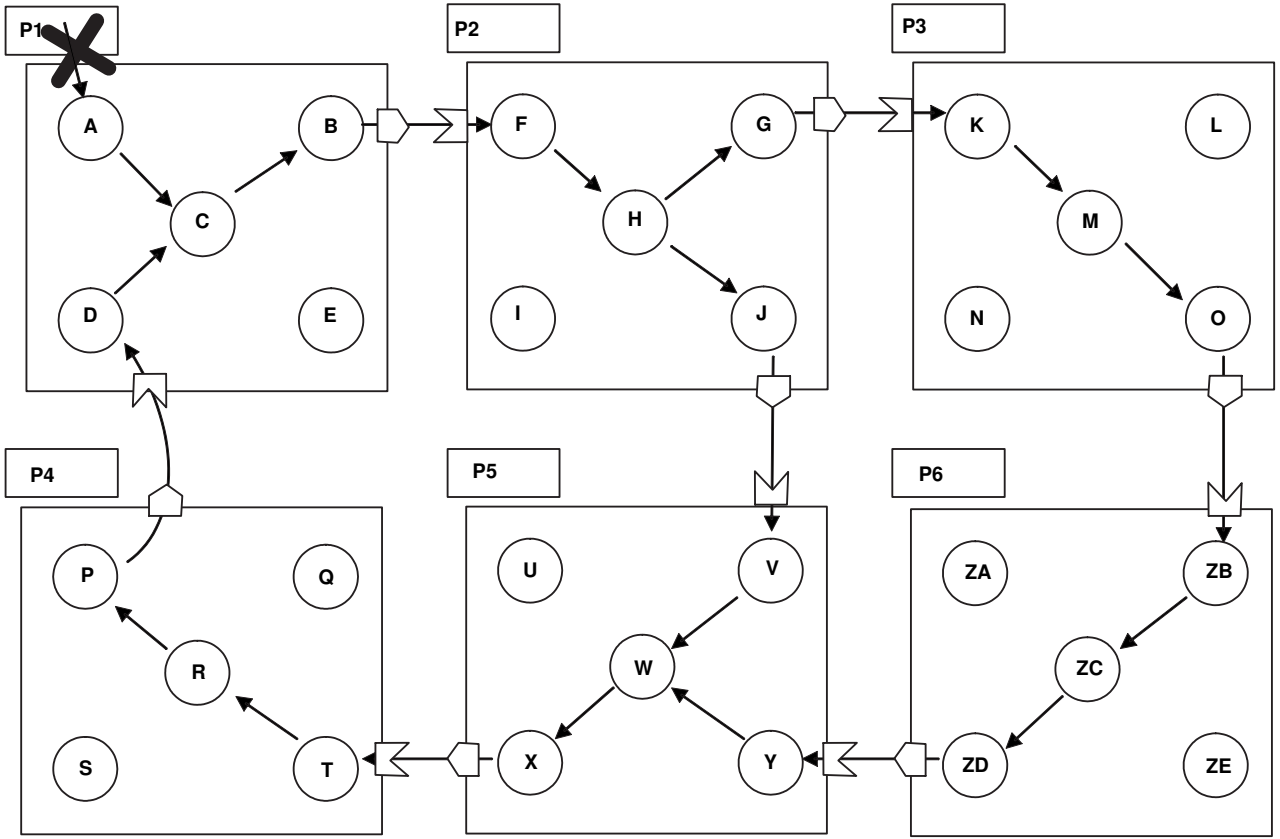 P1 P2 P3
A B F G K L
C H M
D E I J N O
P4 P5 P6
P Q U V ZA ZB
R W ZC
S T X Y ZD ZE